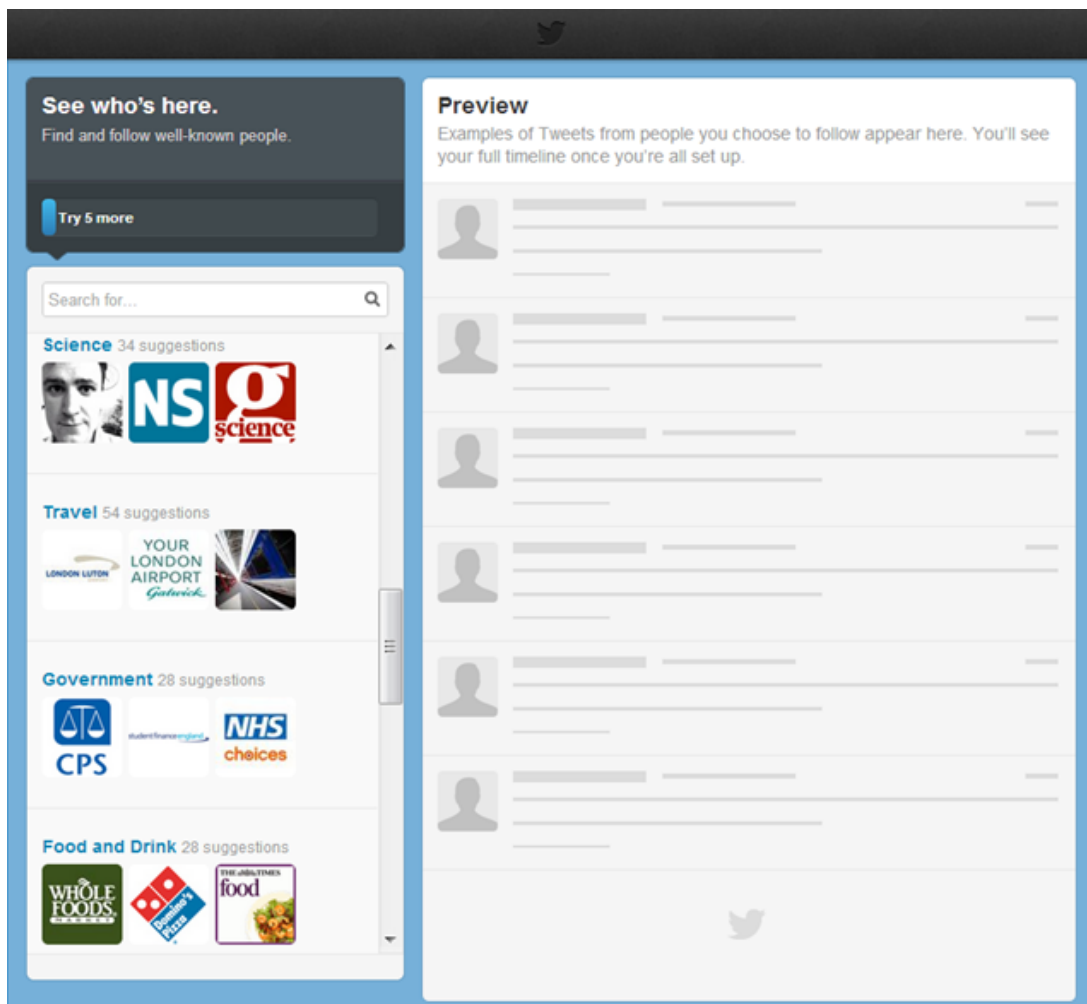 See who's here.
Find and follow well-known people.
Try 5 more
Search for...
Science 34 suggestions
NS
g
science
Travel 54 suggestions
LONDON LUTON
YOUR
LONDON
AIRPORT
Gatwick
Government 28 suggestions
CPS
studentfinanceengland
NHS
choices
Food and Drink 28 suggestions
WHOLE
FOODS
MARKET
Domino's
Pizza
THE TIMES
food
Preview
Examples of Tweets from people you choose to follow appear here. You'll see
your full timeline once you're all set up.